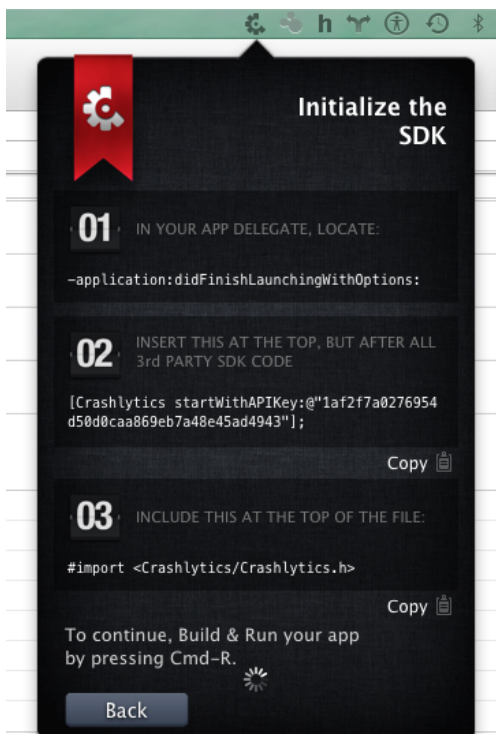 h
Initialize the
SDK
01
IN YOUR APP DELEGATE, LOCATE:
-application:didFinishLaunchingWithOptions:
02
INSERT THIS AT THE TOP, BUT AFTER ALL
3rd PARTY SDK CODE
[Crashlytics startWithAPIKey:@"1af2f7a0276954
d50d0caa869eb7a48e45ad4943"];
Copy
03
INCLUDE THIS AT THE TOP OF THE FILE:
#import <Crashlytics/Crashlytics.h>
Copy
To continue, Build & Run your app
by pressing Cmd-R.
Back